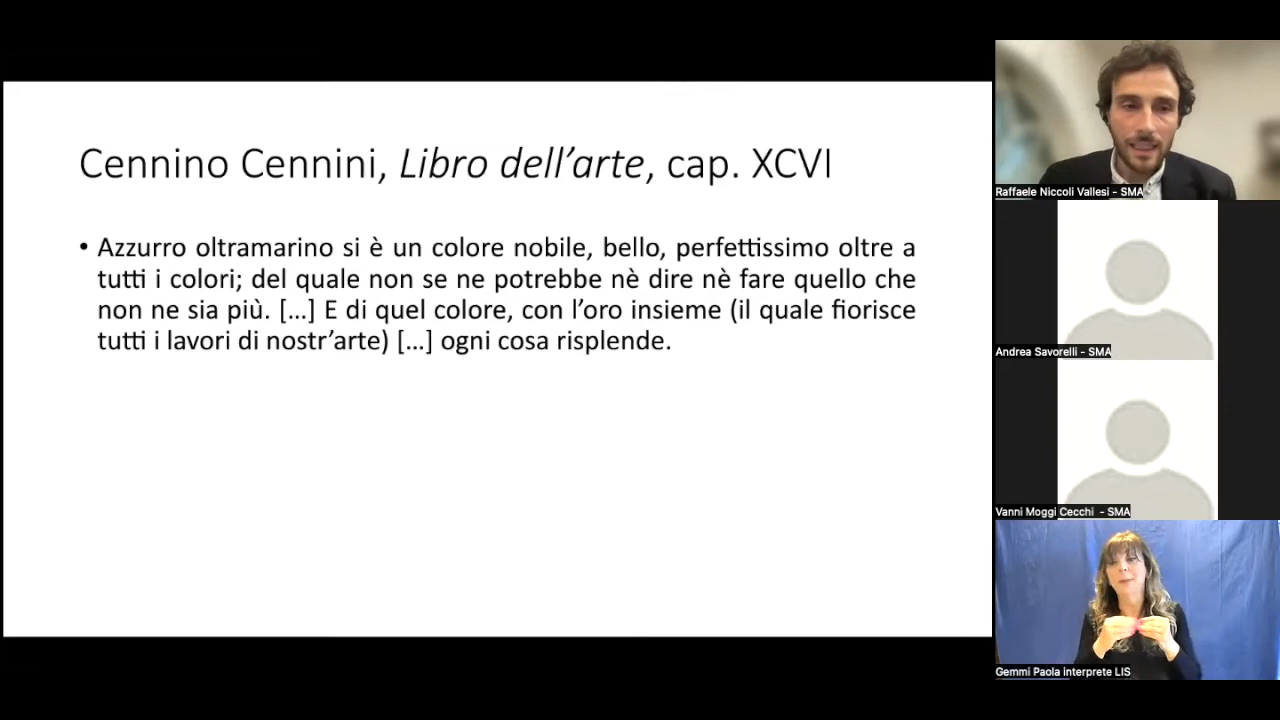 Cennino Cennini, Libro dell'arte, cap. XCVI
• Azzurro oltramarino si è un colore nobile, bello, perfettissimo oltre a
tutti i colori; del quale non se ne potrebbe nè dire nè fare quello che
non ne sia più. […] E di quel colore, con l'oro insieme (il quale fiorisce
tutti i lavori di nostr'arte) […] ogni cosa risplende.
Raffaele Niccoli Vallesi - SMA
Andrea Savorelli - SMA
Vanni Moggi Cecchi - SMA
Gemmi Paola interprete LIS